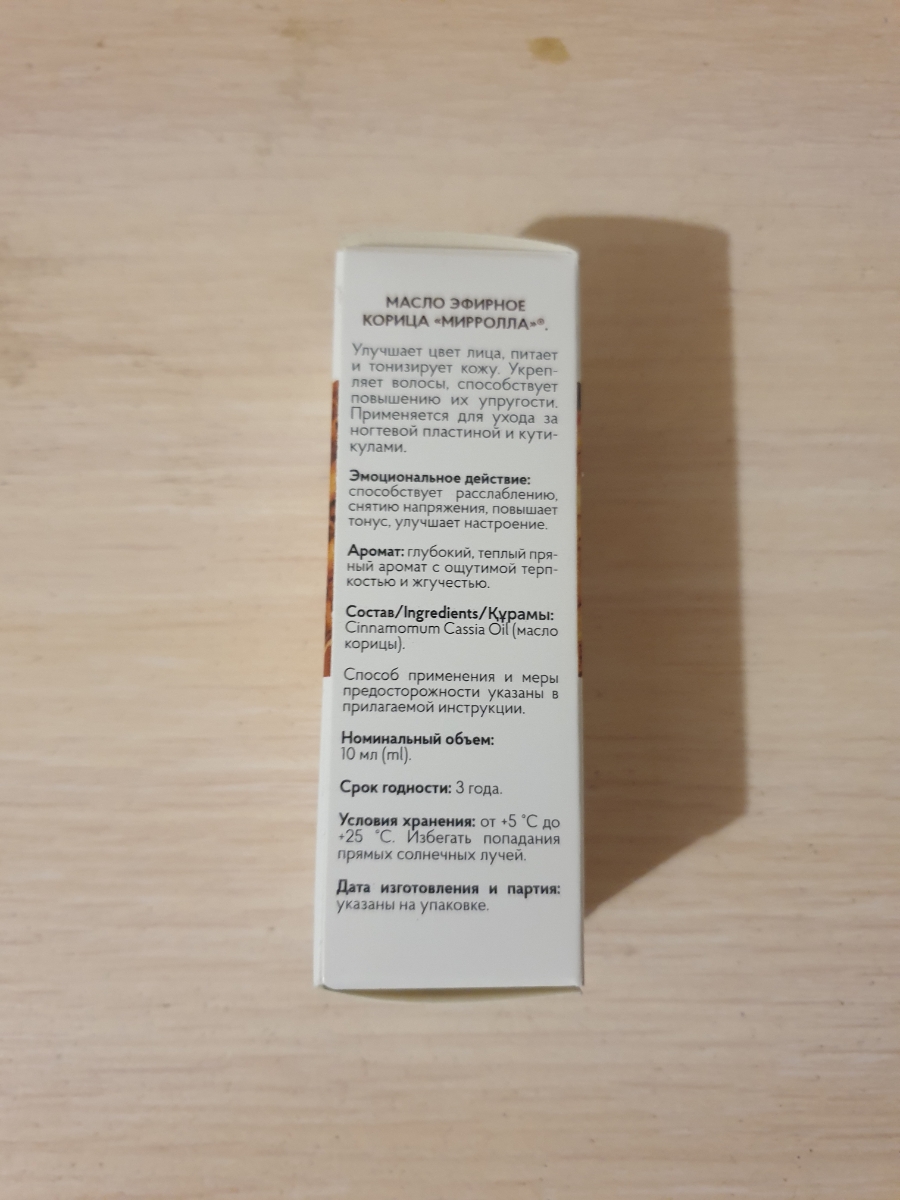 МАСЛО ЭФИРНОЕ
КОРИЦА «МИРРОЛЛА»®.
Улучшает цвет лица, питает
и тонизирует кожу. Укреп-
ляет волосы, способствует
повышению их упругости.
Применяется для ухода за
ногтевой пластиной и кути-
кулами.
Эмоциональное действие:
способствует расслаблению,
снятию напряжения, повышает
тонус, улучшает настроение.
Аромат: глубокий, теплый пря-
ный аромат с ощутимой терп-
костью и жгучестью.
Состав/Ingredients/Құрамы:
Cinnamomum Cassia Oil (масло
корицы).
Способ применения и меры
предосторожности указаны в
прилагаемой инструкции.
Номинальный объем:
10 мл (ml).
Срок годности: 3 года.
Условия хранения: от +5 °C до
+25 °C. Избегать попадания
прямых солнечных лучей.
Дата изготовления и партия:
указаны на упаковке.